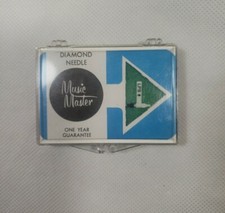 DIAMOND
NEEDLE
Music
Master
ONE YEAR
GUARANTEE